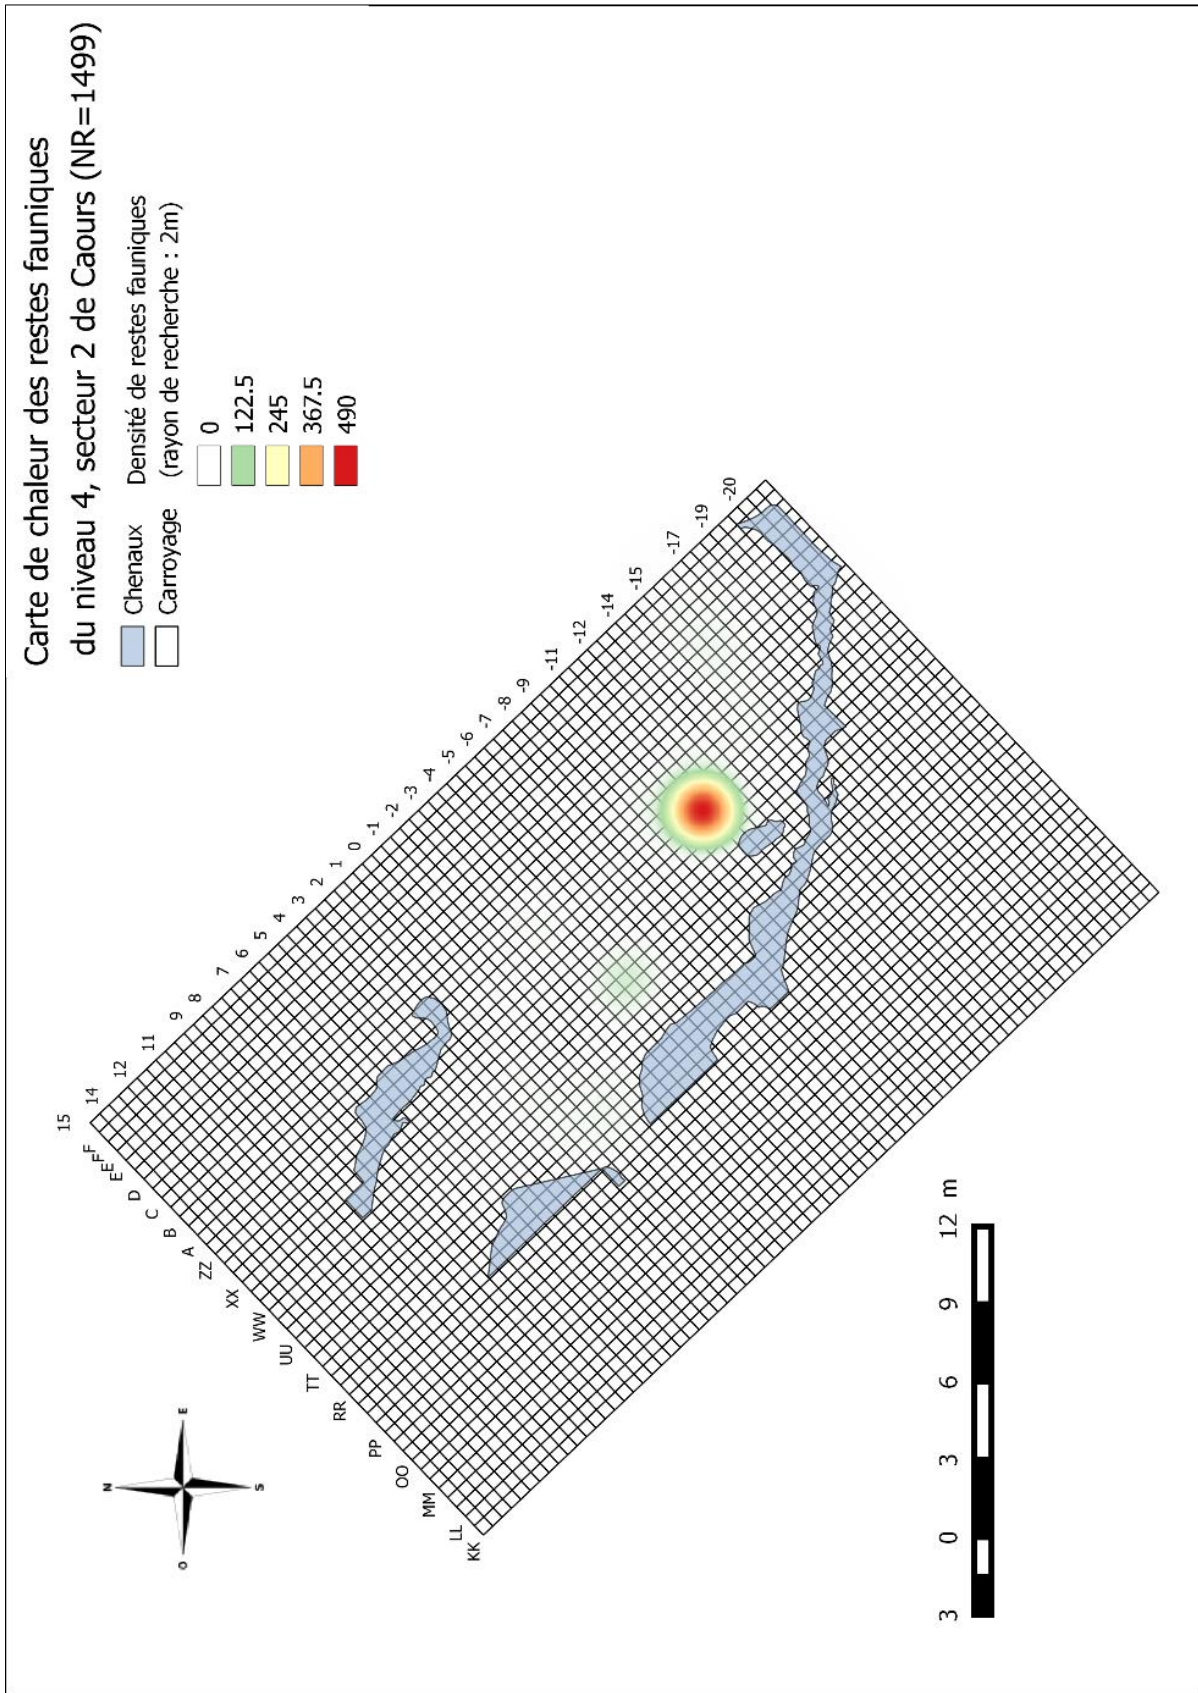 Carte de chaleur des restes fauniques
du niveau 4, secteur 2 de Caours (NR=1499)
Chenaux
Carroyage
Densité de restes fauniques
(rayon de recherche : 2m)
0
122.5
245
367.5
490
N
E
S
O
15
14
12
11
9
8
7
6
5
4
3
2
1
0
-1
-2
-3
-4
-5
-6
-7
-8
-9
-11
-12
-14
-15
-17
-19
-20
F
F
E
E
D
C
B
A
ZZ
XX
WW
UU
TT
RR
PP
OO
MM
LL
KK
3 0 3 6 9 12 m